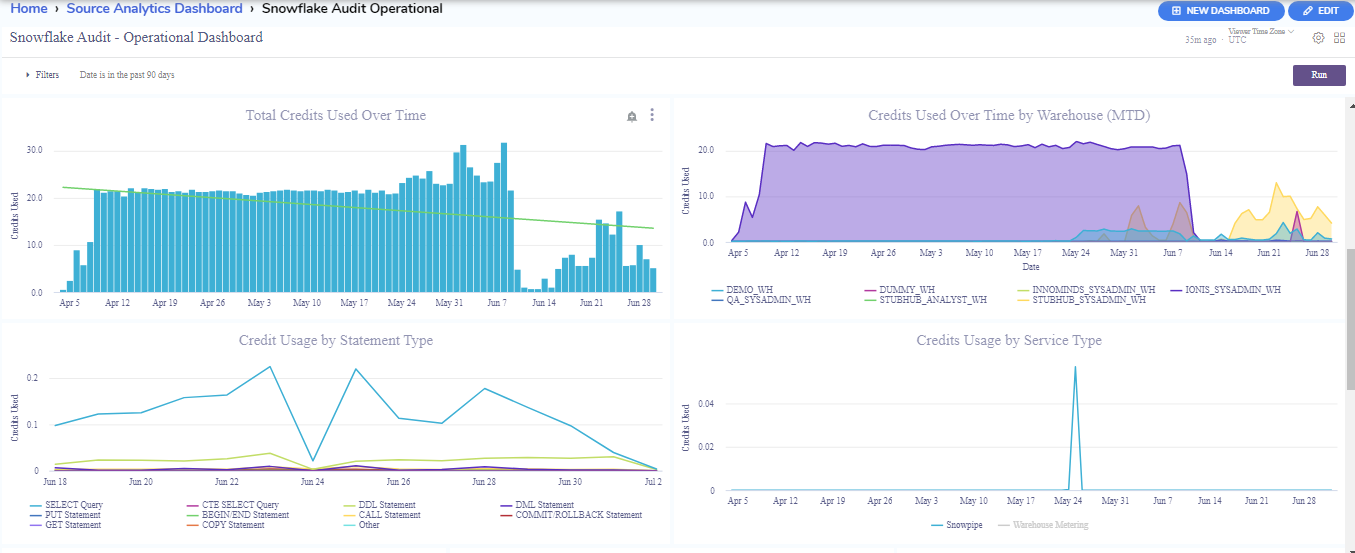 Home › Source Analytics Dashboard › Snowflake Audit Operational
NEW DASHBOARD
EDIT
Snowflake Audit - Operational Dashboard
35m ago · Viewer Time Zone
UTC
Filters Date is in the past 90 days
Run
Total Credits Used Over Time
Credits Used
30.0
20.0
10.0
0.0
Apr 5 Apr 12 Apr 19 Apr 26 May 3 May 10 May 17 May 24 May 31 Jun 7 Jun 14 Jun 21 Jun 28
Credits Used Over Time by Warehouse (MTD)
Credits Used
20.0
10.0
0.0
Apr 5 Apr 12 Apr 19 Apr 26 May 3 May 10 May 17 May 24 May 31 Jun 7 Jun 14 Jun 21 Jun 28
Date
DEMO_WH DUMMY_WH INNOMINDS_SYSADMIN_WH IONIS_SYSADMIN_WH
QA_SYSADMIN_WH STUBHUB_ANALYST_WH STUBHUB_SYSADMIN_WH
Credit Usage by Statement Type
Credits Used
0.2
0.1
0
Jun 18 Jun 20 Jun 22 Jun 24 Jun 26 Jun 28 Jun 30 Jul 2
SELECT Query CTE SELECT Query DDL Statement DML Statement
PUT Statement BEGIN/END Statement CALL Statement COMMIT/ROLLBACK Statement
GET Statement COPY Statement Other
Credits Usage by Service Type
Credits Used
0.04
0.02
0
Apr 5 Apr 12 Apr 19 Apr 26 May 3 May 10 May 17 May 24 May 31 Jun 7 Jun 14 Jun 21 Jun 28
Snowpipe Warehouse Metering